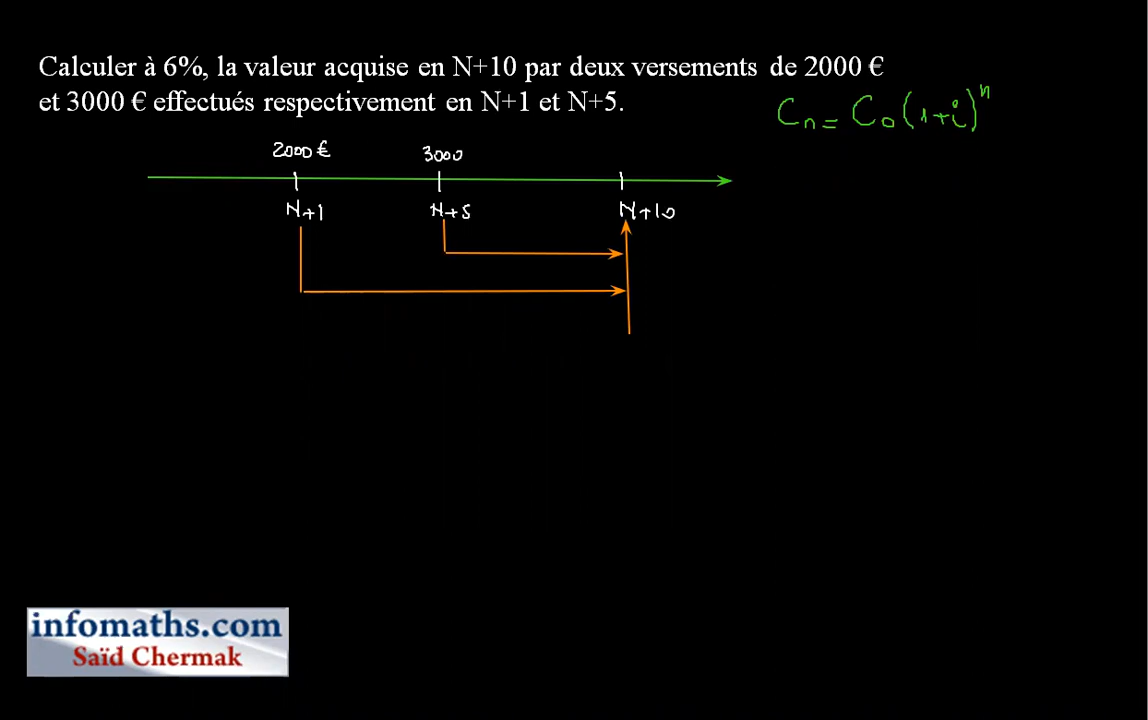 Calculer à 6%, la valeur acquise en N+10 par deux versements de 2000 €
et 3000 € effectués respectivement en N+1 et N+5.
Cn = C0(1+i)^n
2000 € 3000
N+1 N+5 N+10
infomaths.com
Saïd Chermak